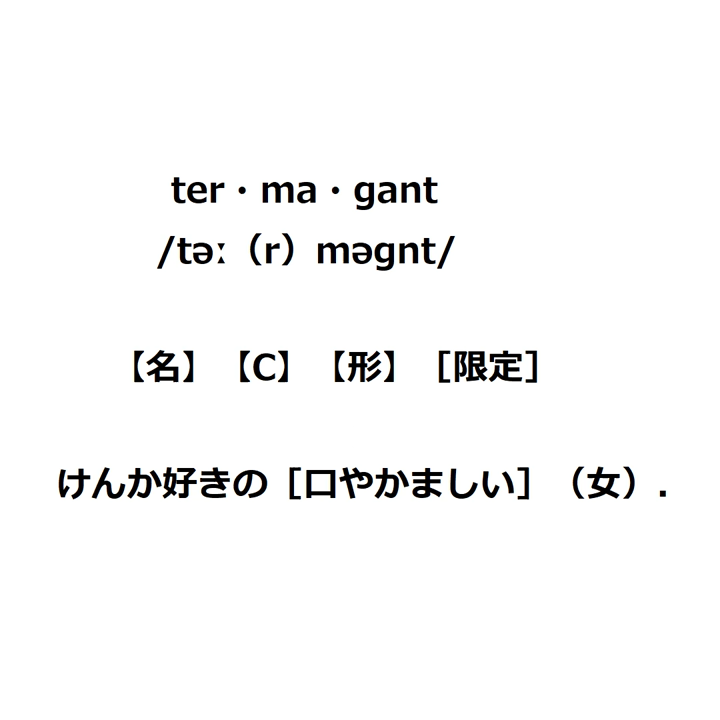 ter・ma・gant
/təː（r）məgnt/
【名】【C】【形】［限定］
けんか好きの［口やかましい］（女）.